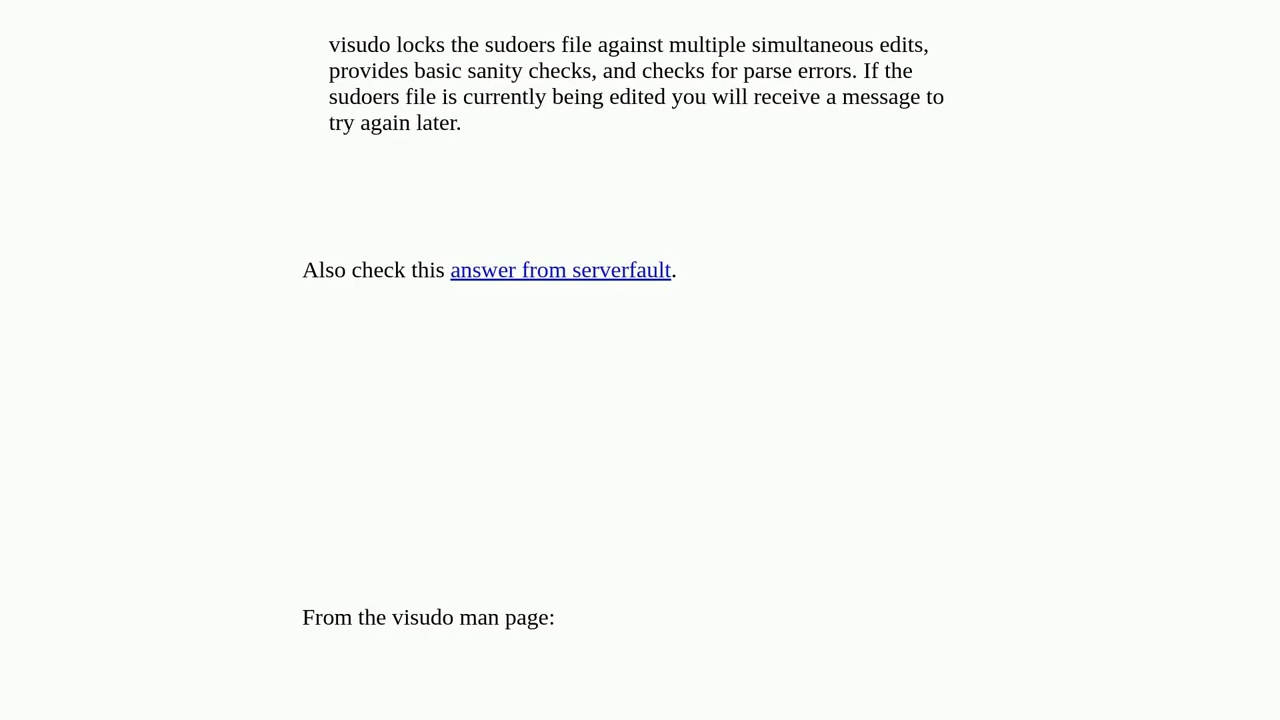 visudo locks the sudoers file against multiple simultaneous edits,
provides basic sanity checks, and checks for parse errors. If the
sudoers file is currently being edited you will receive a message to
try again later.
Also check this answer from serverfault.
From the visudo man page: